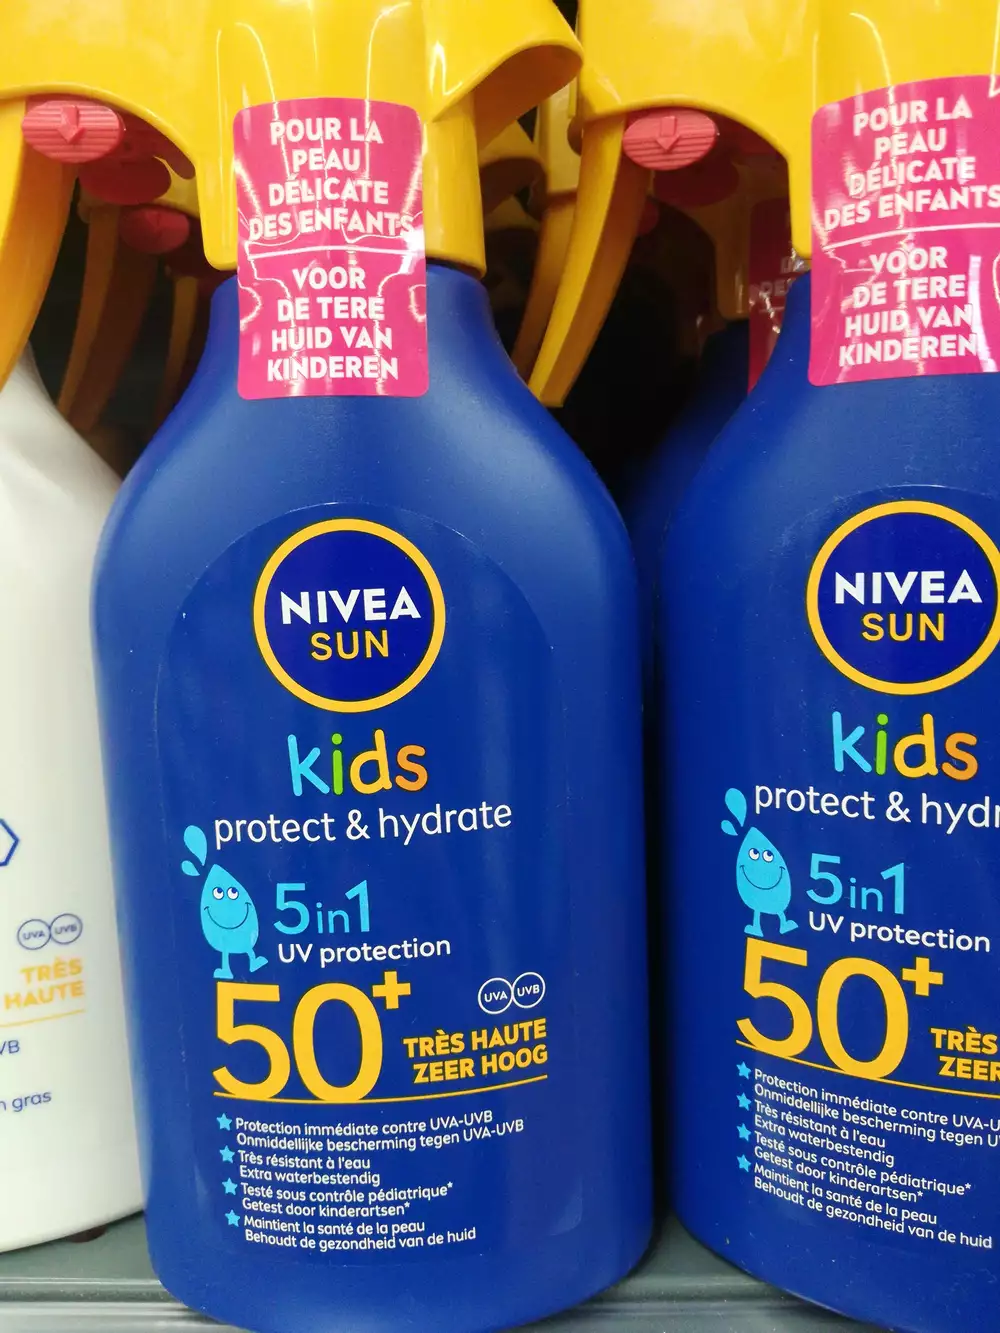 POUR LA
PEAU
DÉLICATE
DES ENFANTS
VOOR
DE TERE
HUID VAN
KINDEREN
NIVEA
SUN
kids
protect & hydrate
5in1
UV protection
50+
UVA UVB
TRÈS HAUTE
ZEER HOOG
Protection immédiate contre UVA-UVB
Onmiddellijke bescherming tegen UVA-UVB
Très résistant à l'eau
Extra waterbestendig
Testé sous contrôle pédiatrique*
Getest door kinderartsen*
Maintient la santé de la peau
Behoudt de gezondheid van de huid
POUR LA
PEAU
DÉLICATE
DES ENFANTS
VOOR
DE TERE
HUID VAN
KINDEREN
NIVEA
SUN
kids
protect & hydr
5in1
UV protection
50+
TRÈS
ZEER
Protection immédiate contre UVA-U
Onmiddellijke bescherming tegen U
Très résistant à l'eau
Extra waterbestendig
Testé sous contrôle pédiatrique*
Getest door kinderartsen*
Maintient la santé de la peau
Behoudt de gezondheid van de huid
UVA UVB
TRÈS
HAUTE
VB
n gras